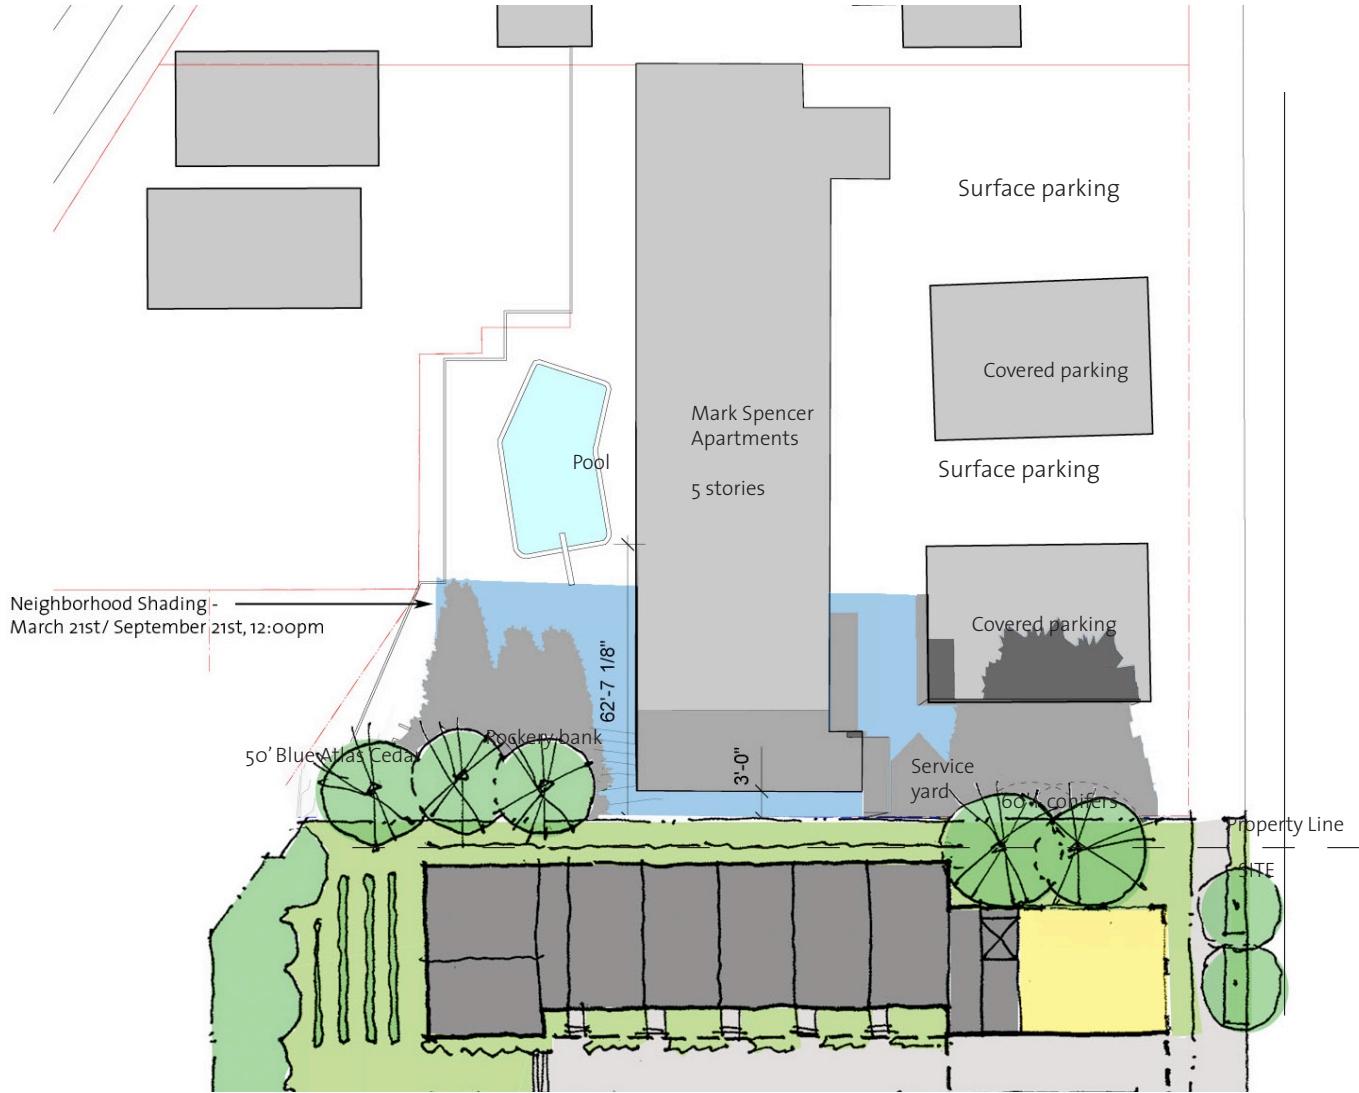 Surface parking
Covered parking
Mark Spencer
Apartments
5 stories
Pool
Surface parking
Neighborhood Shading -
March 21st/ September 21st, 12:00pm
Covered parking
62'-7 1/8"
Rockery bank
50' Blue Atlas Cedar
3'-0"
Service
yard
conifers
Property Line
SITE